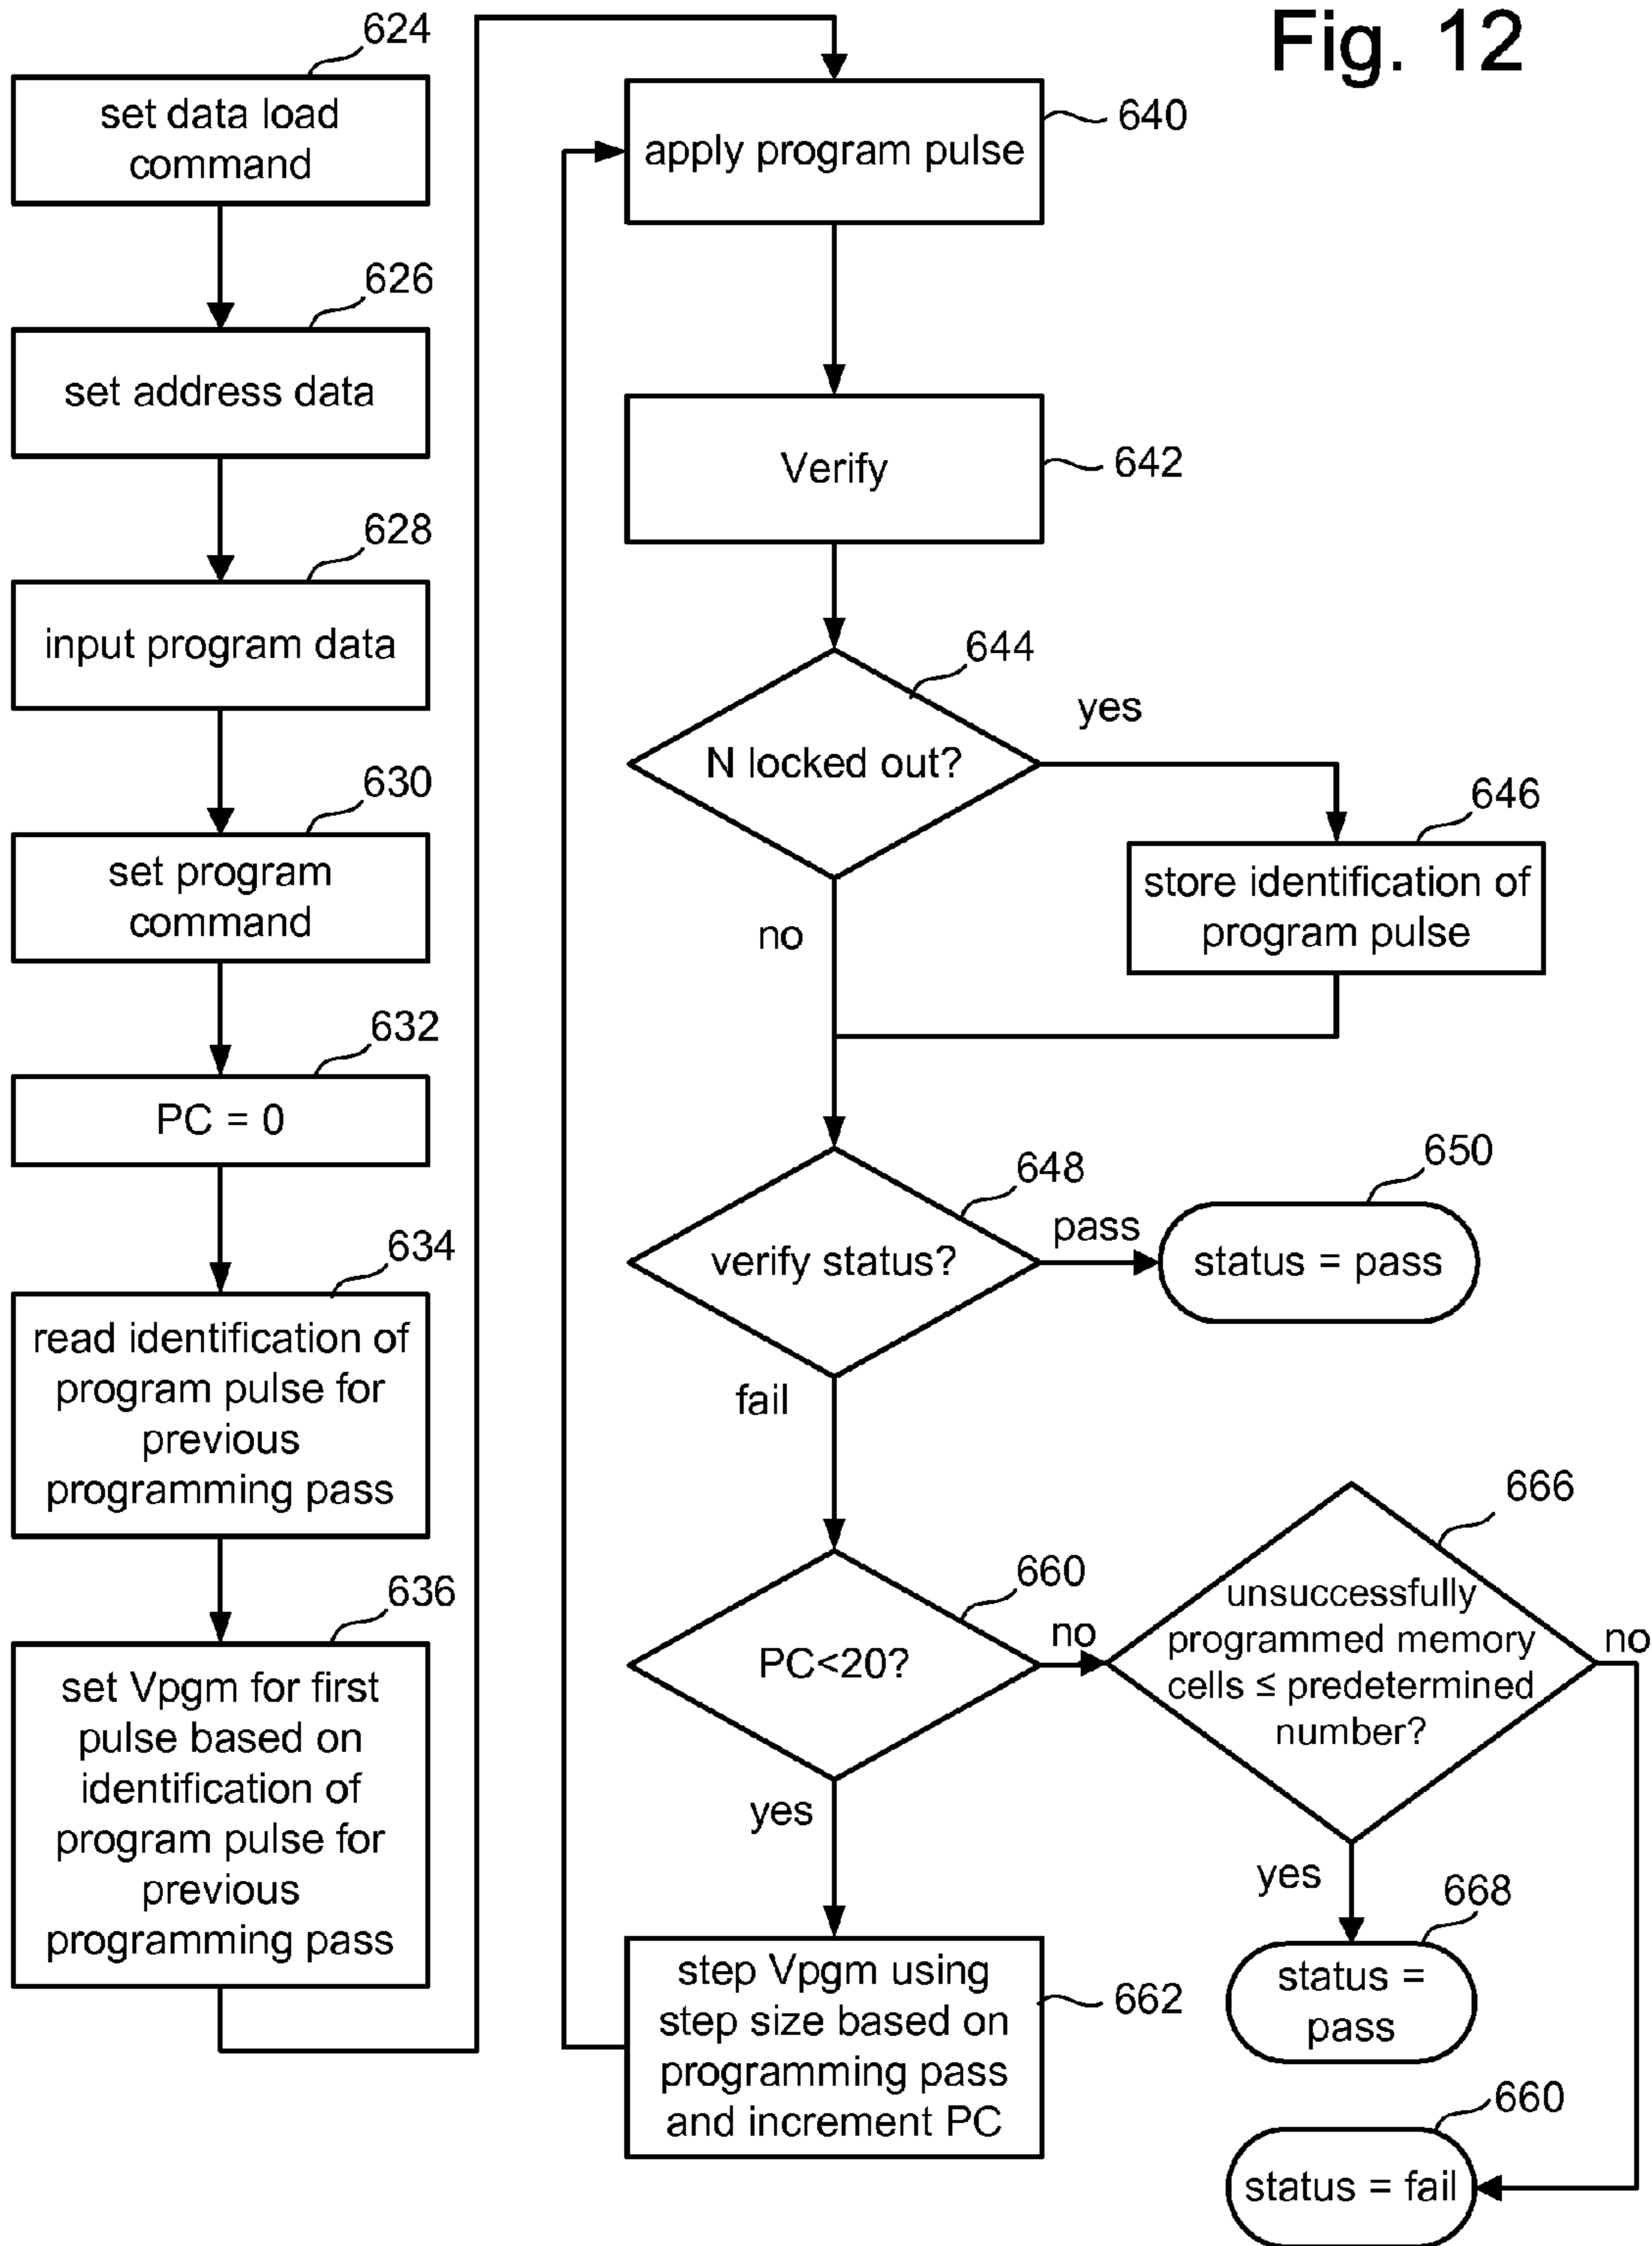 Fig. 12
624
set data load
command
626
set address data
628
input program data
630
set program
command
632
PC = 0
634
read identification of
program pulse for
previous
programming pass
636
set Vpgm for first
pulse based on
identification of
program pulse for
previous
programming pass
640
apply program pulse
642
Verify
644
N locked out?
yes
no
646
store identification of
program pulse
648
verify status?
pass
fail
650
status = pass
660
PC<20?
no
yes
662
step Vpgm using
step size based on
programming pass
and increment PC
666
unsuccessfully
programmed memory
cells ≤ predetermined
number?
no
yes
668
status =
pass
660
status = fail